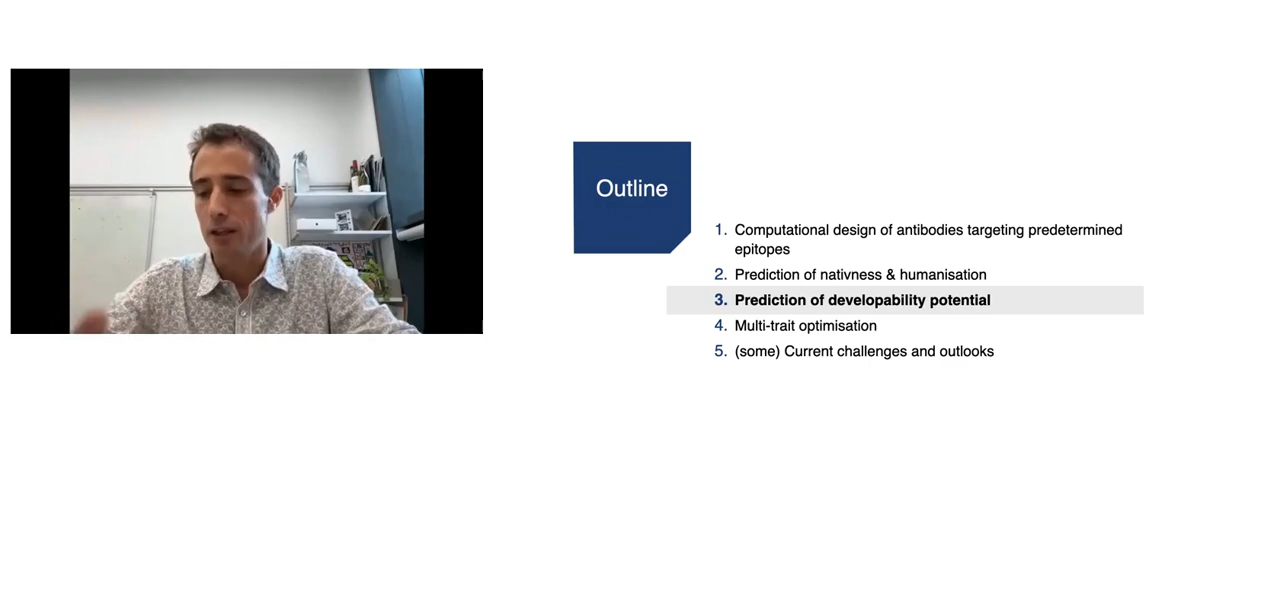 Outline
1. Computational design of antibodies targeting predetermined
epitopes
2. Prediction of nativness & humanisation
3. Prediction of developability potential
4. Multi-trait optimisation
5. (some) Current challenges and outlooks